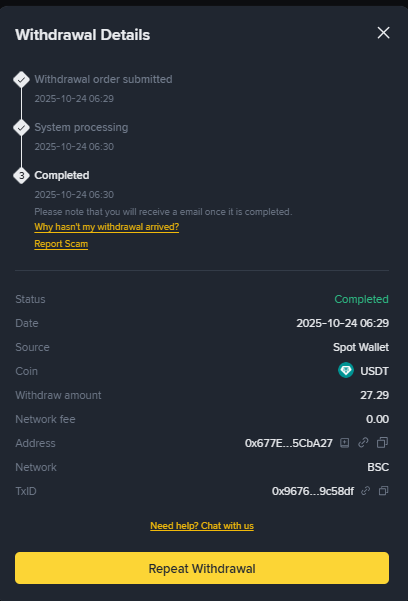 Withdrawal Details
Withdrawal order submitted
2025-10-24 06:29
System processing
2025-10-24 06:30
3 Completed
2025-10-24 06:30
Please note that you will receive a email once it is completed.
Why hasn't my withdrawal arrived?
Report Scam
Status Completed
Date 2025-10-24 06:29
Source Spot Wallet
Coin USDT
Withdraw amount 27.29
Network fee 0.00
Address 0x677E...5CbA27
Network BSC
TxID 0x9676...9c58df
Need help? Chat with us
Repeat Withdrawal